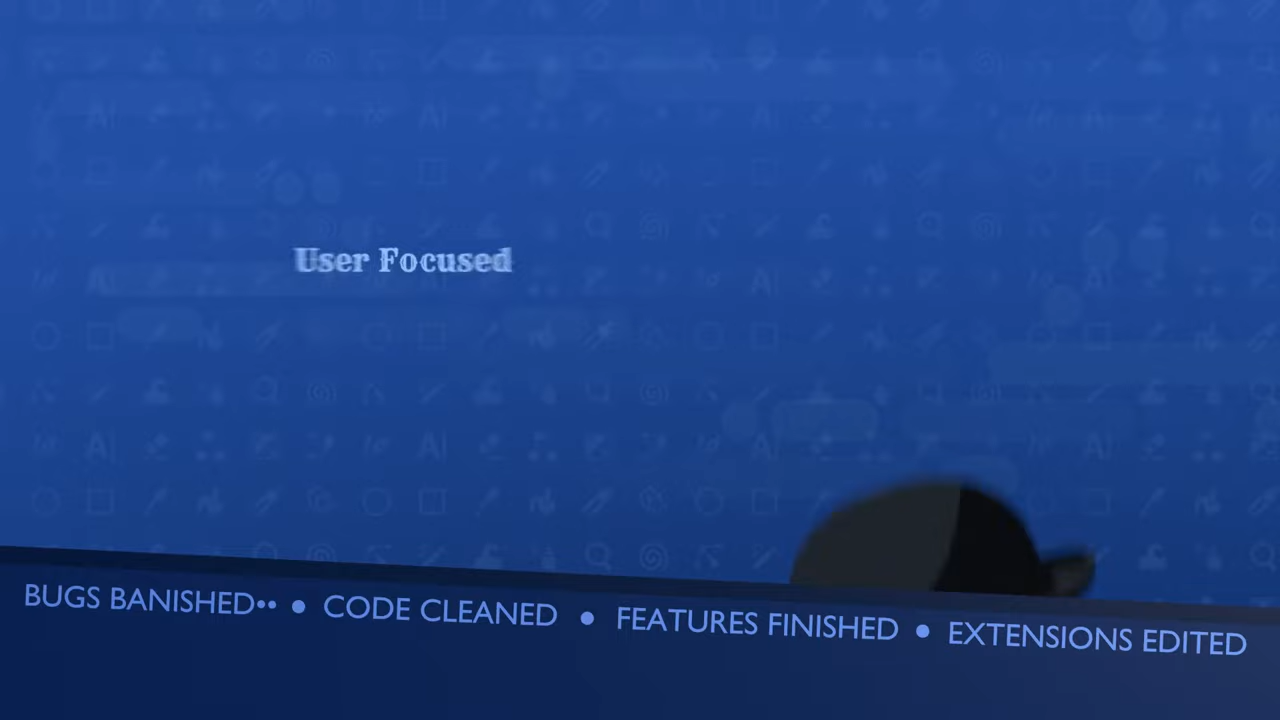 User Focused
BUGS BANISHED•• ● CODE CLEANED ● FEATURES FINISHED ● EXTENSIONS EDITED